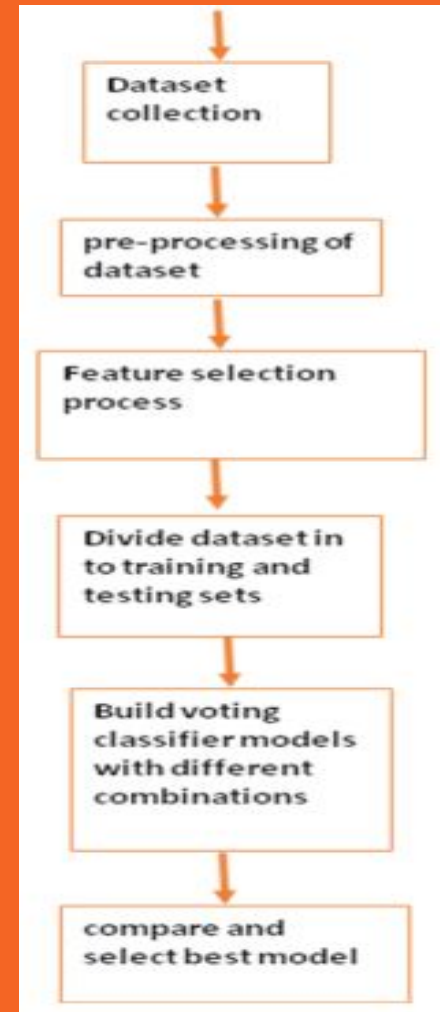 Dataset
collection
pre-processing of
dataset
Feature selection
process
Divide dataset in
to training and
testing sets
Build voting
classifier models
with different
combinations
compare and
select best model